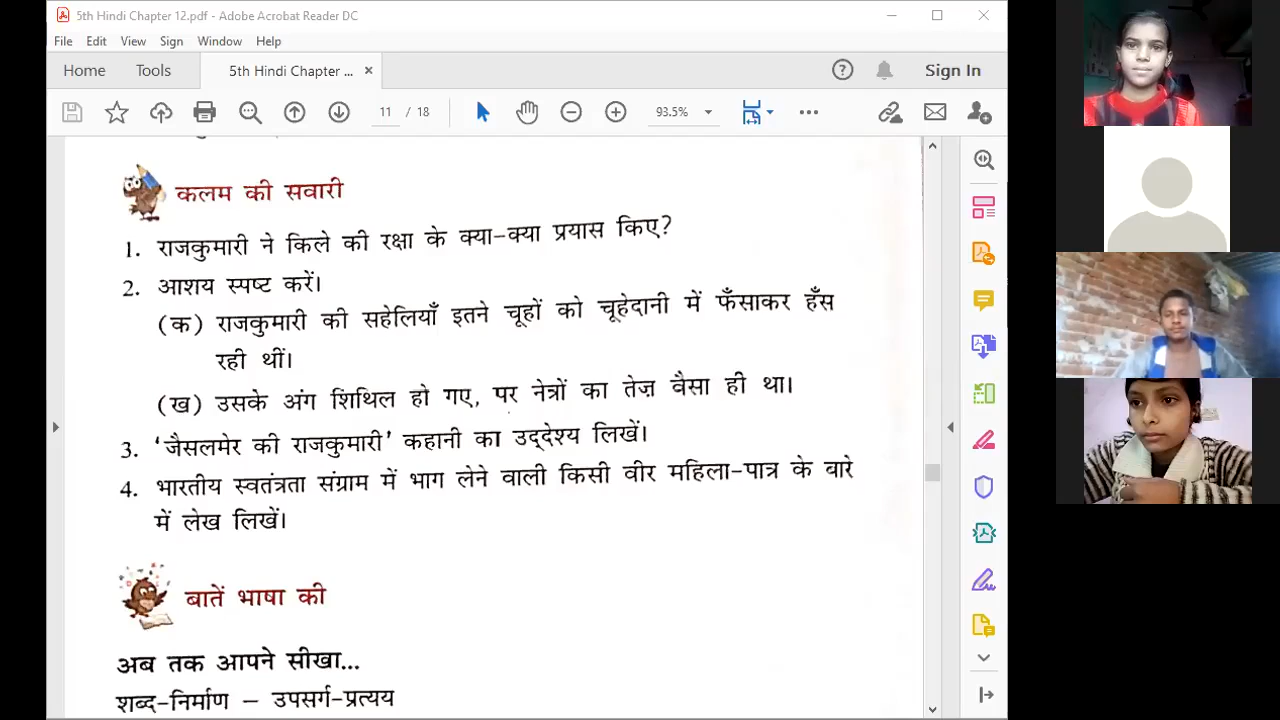 5th Hindi Chapter 12.pdf - Adobe Acrobat Reader DC
File Edit View Sign Window Help
Home Tools 5th Hindi Chapter ... × Sign In
11 / 18 93.5%
कलम की सवारी
1. राजकुमारी ने किले की रक्षा के क्या-क्या प्रयास किए?
2. आशय स्पष्ट करें।
(क) राजकुमारी की सहेलियाँ इतने चूहों को चूहेदानी में फँसाकर हँस
रही थीं।
(ख) उसके अंग शिथिल हो गए, पर नेत्रों का तेज़ वैसा ही था।
3. 'जैसलमेर की राजकुमारी' कहानी का उद्देश्य लिखें।
4. भारतीय स्वतंत्रता संग्राम में भाग लेने वाली किसी वीर महिला-पात्र के बारे
में लेख लिखें।
बातें भाषा की
अब तक आपने सीखा...
शब्द-निर्माण – उपसर्ग-प्रत्यय